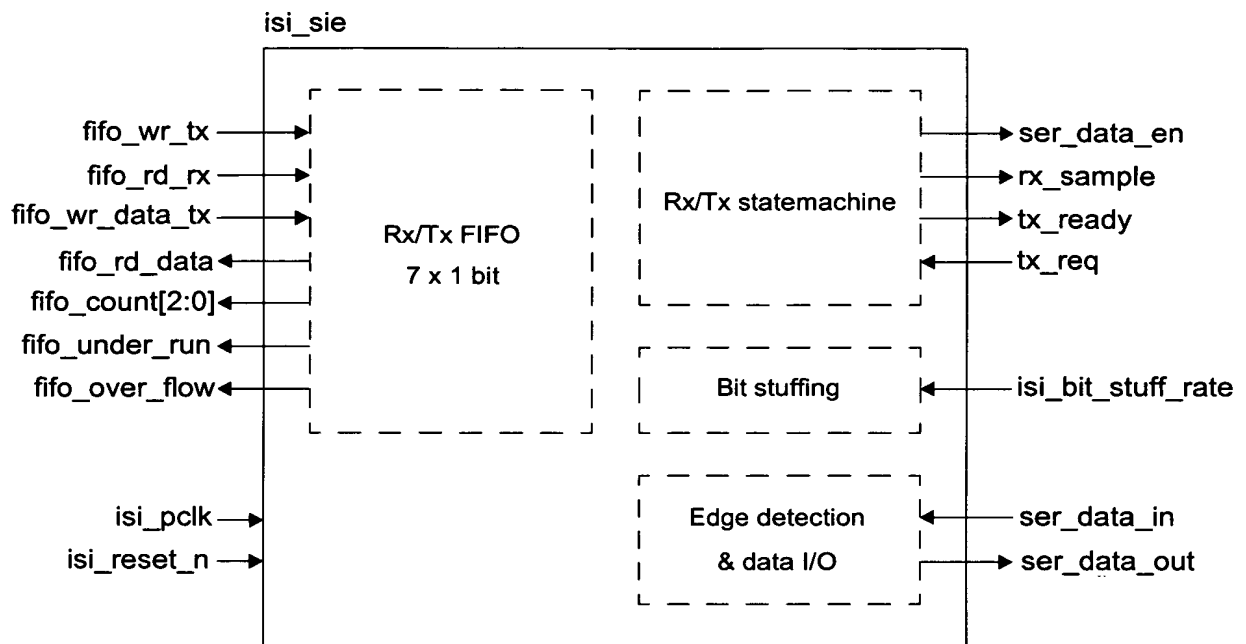 isi_sie
fifo_wr_tx
fifo_rd_rx
fifo_wr_data_tx
fifo_rd_data
fifo_count[2:0]
fifo_under_run
fifo_over_flow
isi_pclk
isi_reset_n
Rx/Tx FIFO
7 x 1 bit
Rx/Tx statemachine
Bit stuffing
Edge detection
& data I/O
ser_data_en
rx_sample
tx_ready
tx_req
isi_bit_stuff_rate
ser_data_in
ser_data_out